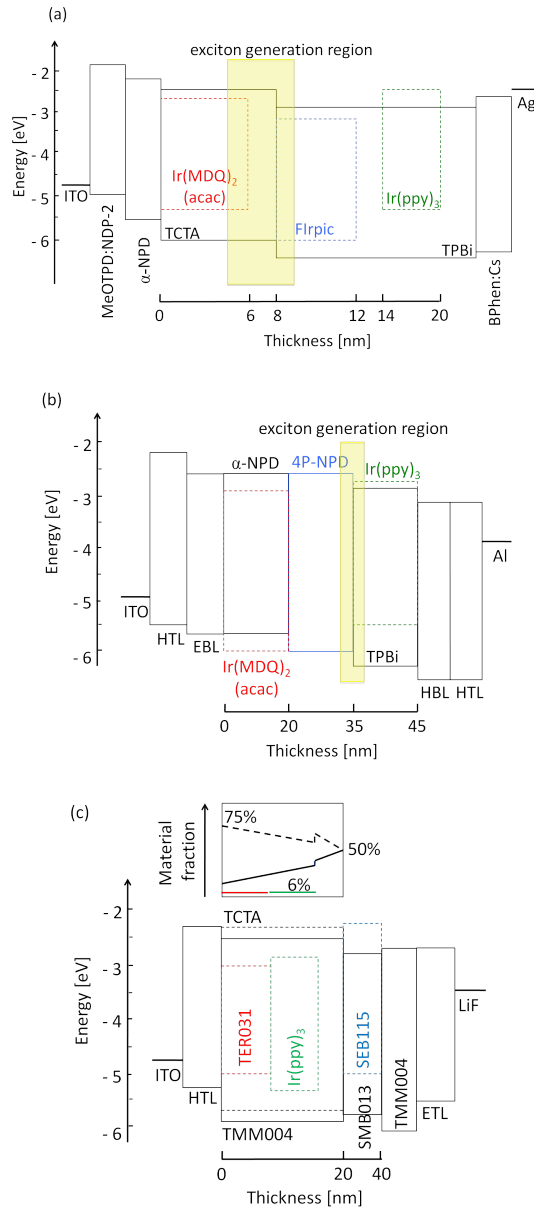 (a)
exciton generation region
- 2
- 3
- 4
- 5
- 6
Energy [eV]
ITO
MeOTPD:NDP-2
α-NPD
TCTA
Ir(MDQ)₂
(acac)
FIrpic
Ir(ppy)₃
TPBi
BPhen:Cs
Ag
0 6 8 12 14 20
Thickness [nm]
(b)
exciton generation region
- 2
- 3
- 4
- 5
- 6
Energy [eV]
ITO
HTL
EBL
α-NPD
4P-NPD
Ir(ppy)₃
Ir(MDQ)₂
(acac)
TPBi
HBL
HTL
Al
0 20 35 45
Thickness [nm]
(c)
Material
fraction
75%
50%
6%
- 2
- 3
- 4
- 5
- 6
Energy [eV]
ITO
HTL
TCTA
TER031
Ir(ppy)₃
TMM004
SEB115
SMB013
TMM004
ETL
LiF
0 20 40
Thickness [nm]